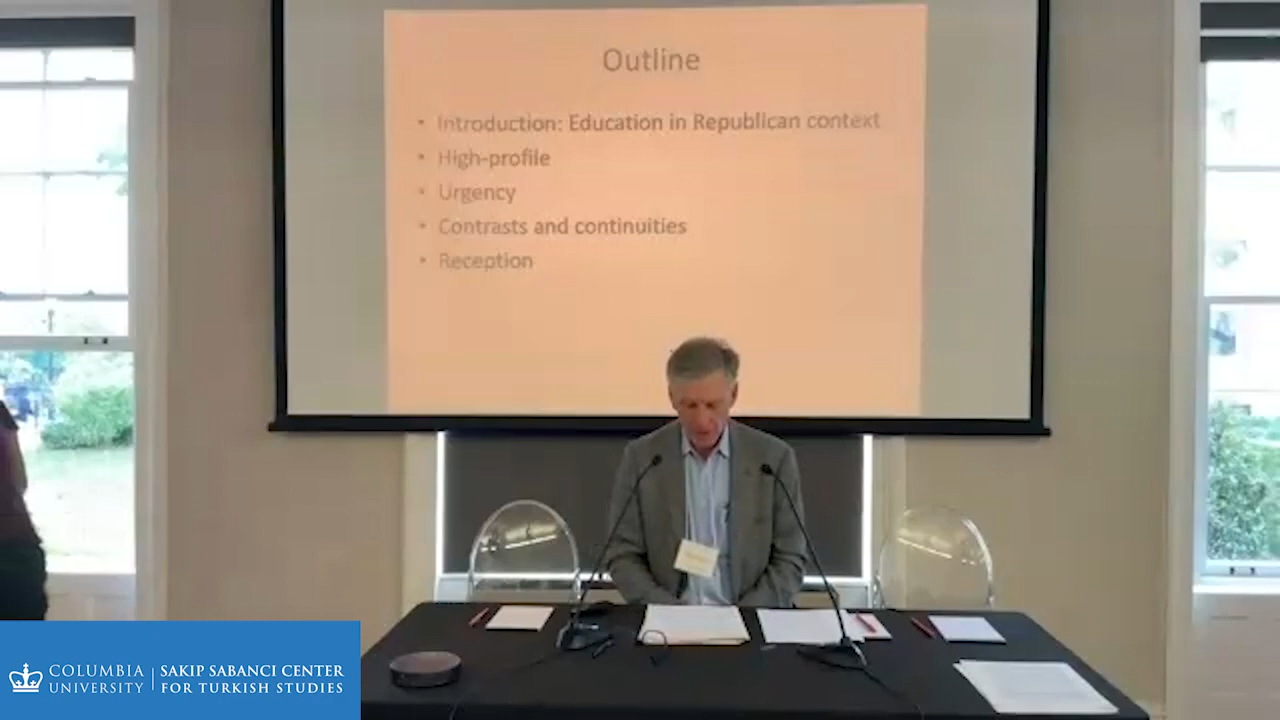 Outline
• Introduction: Education in Republican context
• High-profile
• Urgency
• Contrasts and continuities
• Reception
COLUMBIA UNIVERSITY
SAKIP SABANCI CENTER
FOR TURKISH STUDIES